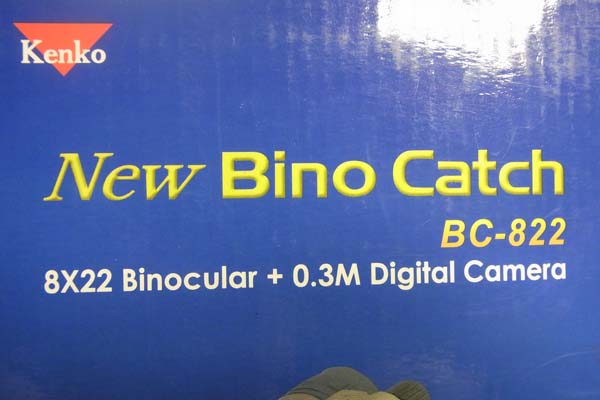 Kenko
New Bino Catch
BC-822
8X22 Binocular + 0.3M Digital Camera